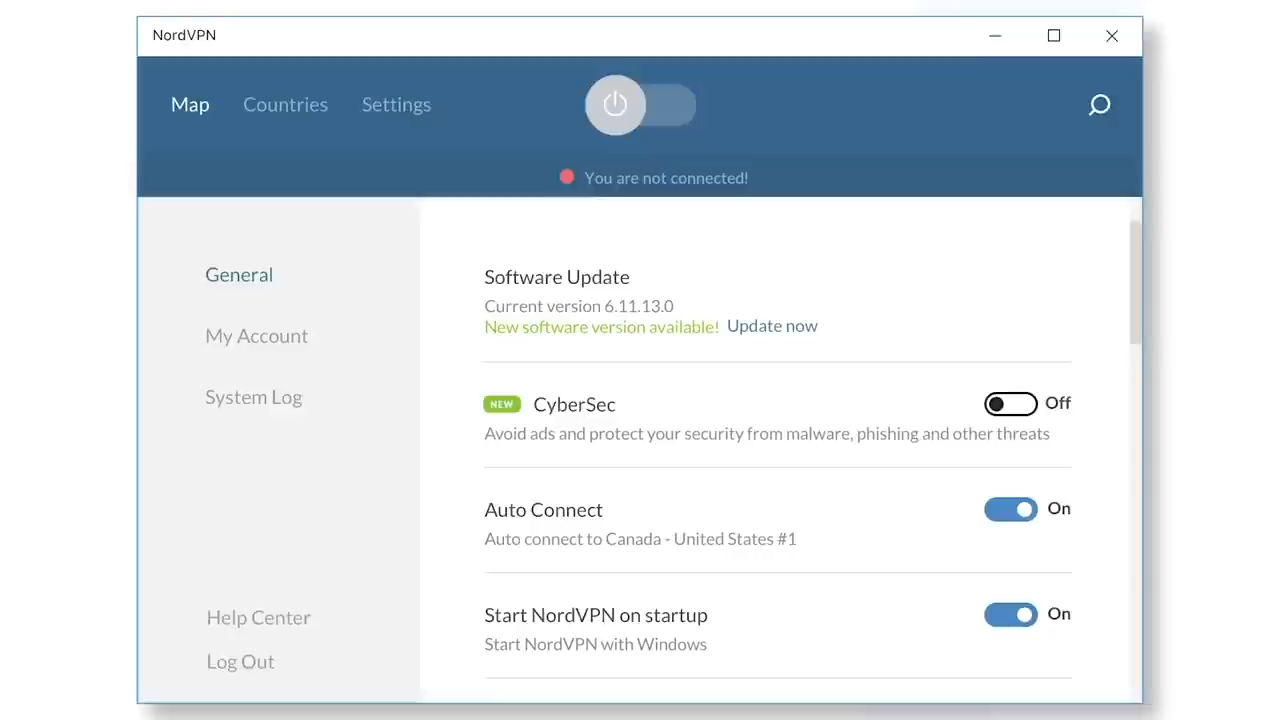 NordVPN
Map Countries Settings
You are not connected!
General
My Account
System Log
Help Center
Log Out
Software Update
Current version 6.11.13.0
New software version available! Update now
NEW CyberSec Off
Avoid ads and protect your security from malware, phishing and other threats
Auto Connect On
Auto connect to Canada - United States #1
Start NordVPN on startup On
Start NordVPN with Windows